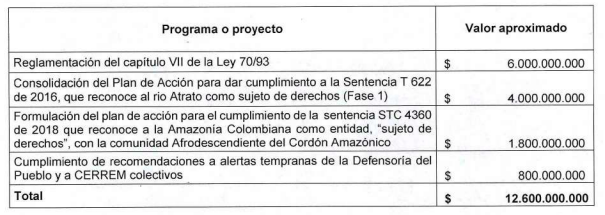 Programa o proyecto Valor aproximado
Reglamentación del capítulo VII de la Ley 70/93 $ 6.000.000.000
Consolidación del Plan de Acción para dar cumplimiento a la Sentencia T 622
de 2016, que reconoce al rio Atrato como sujeto de derechos (Fase 1) $ 4.000.000.000
Formulación del plan de acción para el cumplimiento de la sentencia STC 4360
de 2018 que reconoce a la Amazonía Colombiana como entidad, "sujeto de
derechos", con la comunidad Afrodescendiente del Cordón Amazónico $ 1.800.000.000
Cumplimiento de recomendaciones a alertas tempranas de la Defensoría del
Pueblo y a CERREM colectivos $ 800.000.000
Total $ 12.600.000.000